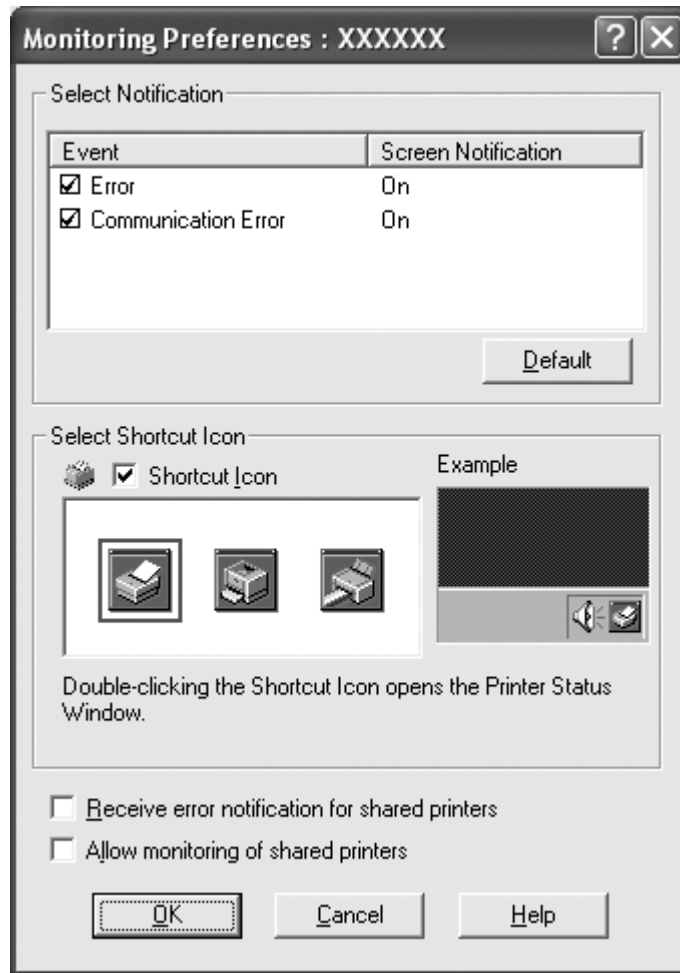 Monitoring Preferences : XXXXXX
Select Notification
Event Screen Notification
Error On
Communication Error On
Default
Select Shortcut Icon
Shortcut Icon
Example
Double-clicking the Shortcut Icon opens the Printer Status
Window.
Receive error notification for shared printers
Allow monitoring of shared printers
OK Cancel Help